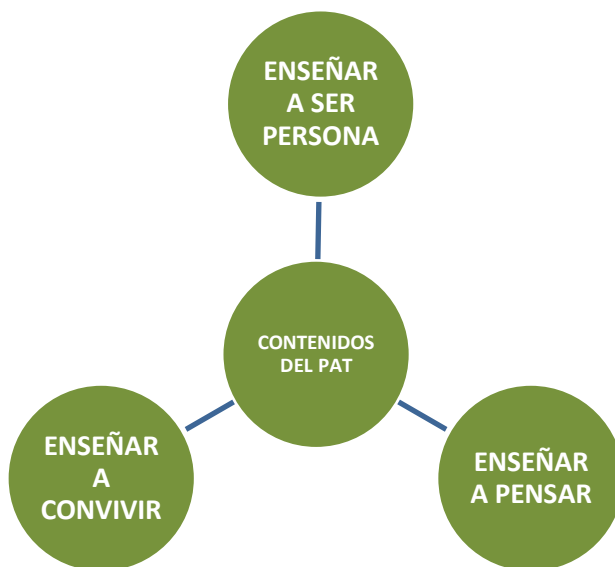 ENSEÑAR
A SER
PERSONA
CONTENIDOS
DEL PAT
ENSEÑAR
A
CONVIVIR
ENSEÑAR
A PENSAR